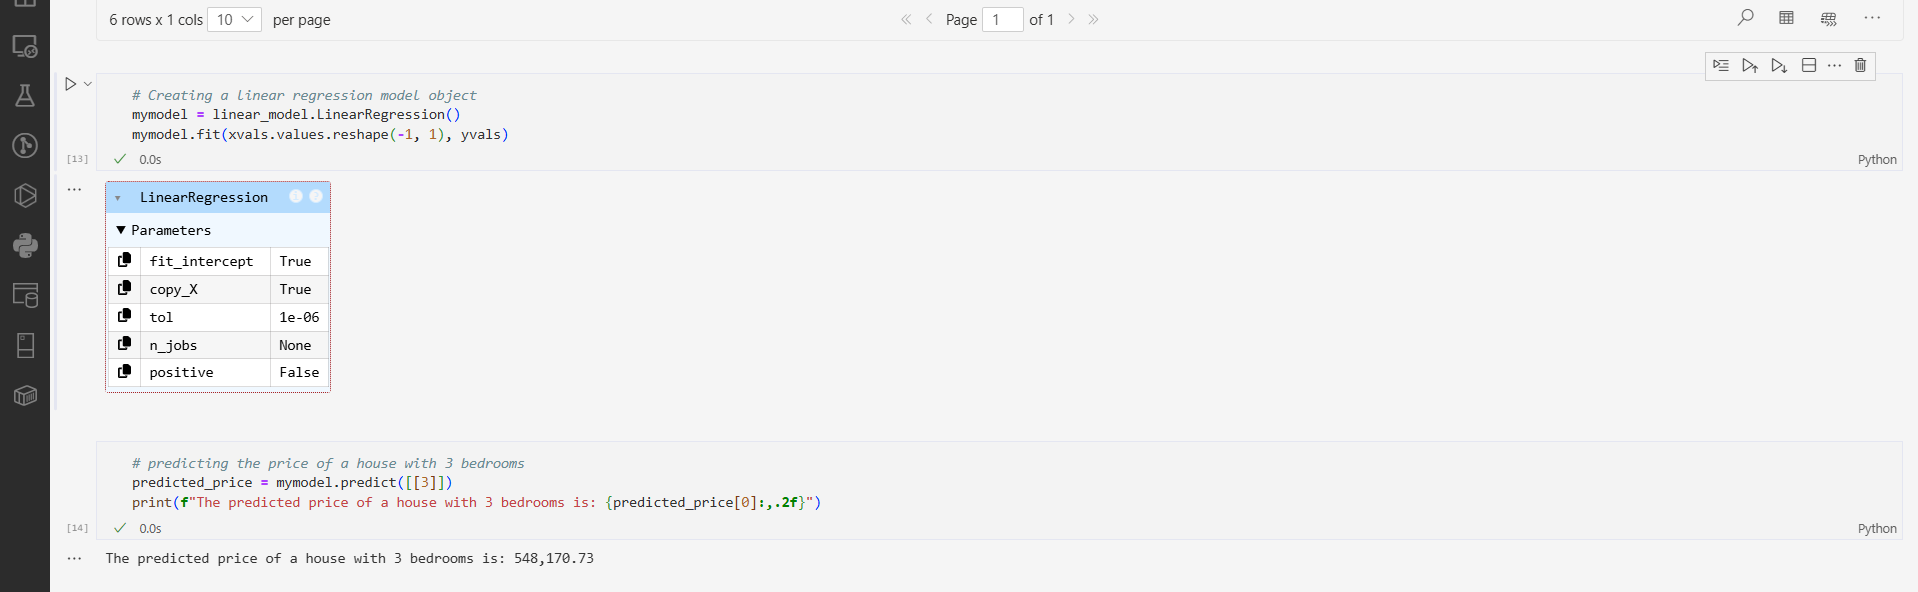 6 rows x 1 cols 10 per page Page 1 of 1
# Creating a linear regression model object
mymodel = linear_model.LinearRegression()
mymodel.fit(xvals.values.reshape(-1, 1), yvals)
[13] 0.0s Python
LinearRegression i ?
Parameters
fit_intercept True
copy_X True
tol 1e-06
n_jobs None
positive False
# predicting the price of a house with 3 bedrooms
predicted_price = mymodel.predict([[3]])
print(f"The predicted price of a house with 3 bedrooms is: {predicted_price[0]:,.2f}")
[14] 0.0s Python
The predicted price of a house with 3 bedrooms is: 548,170.73